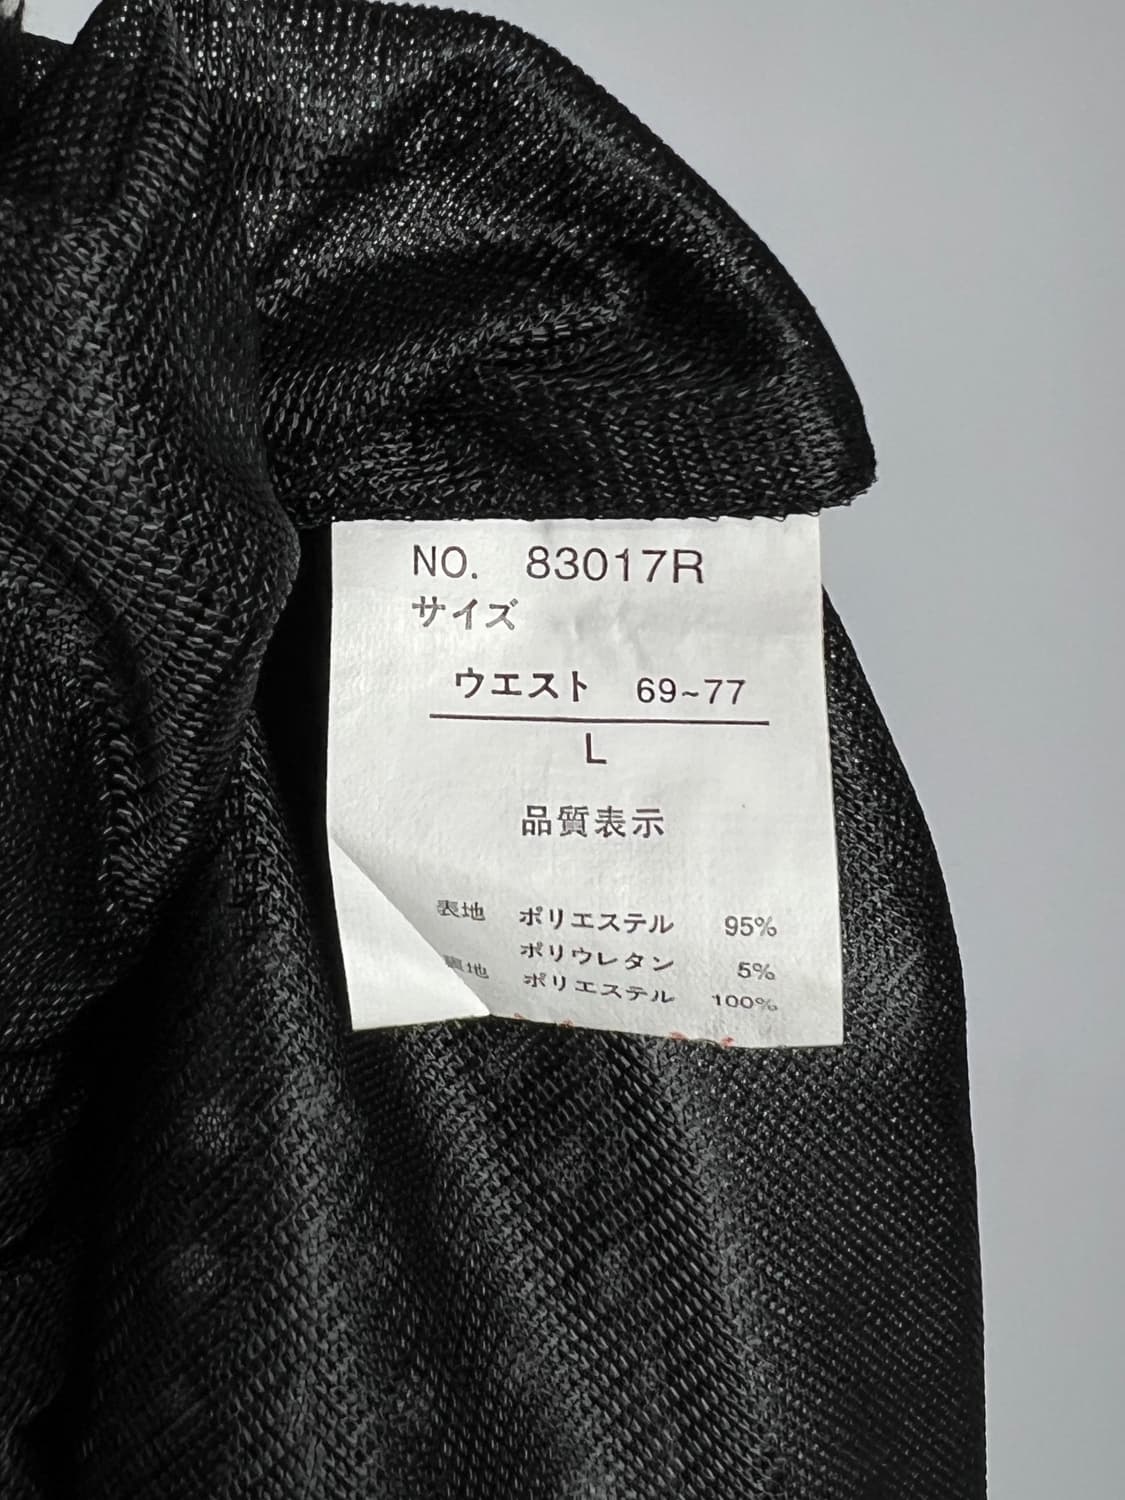 NO. 83017R
サイズ
ウエスト 69~77
L
品質表示
表地 ポリエステル 95%
ポリウレタン 5%
裏地 ポリエステル 100%